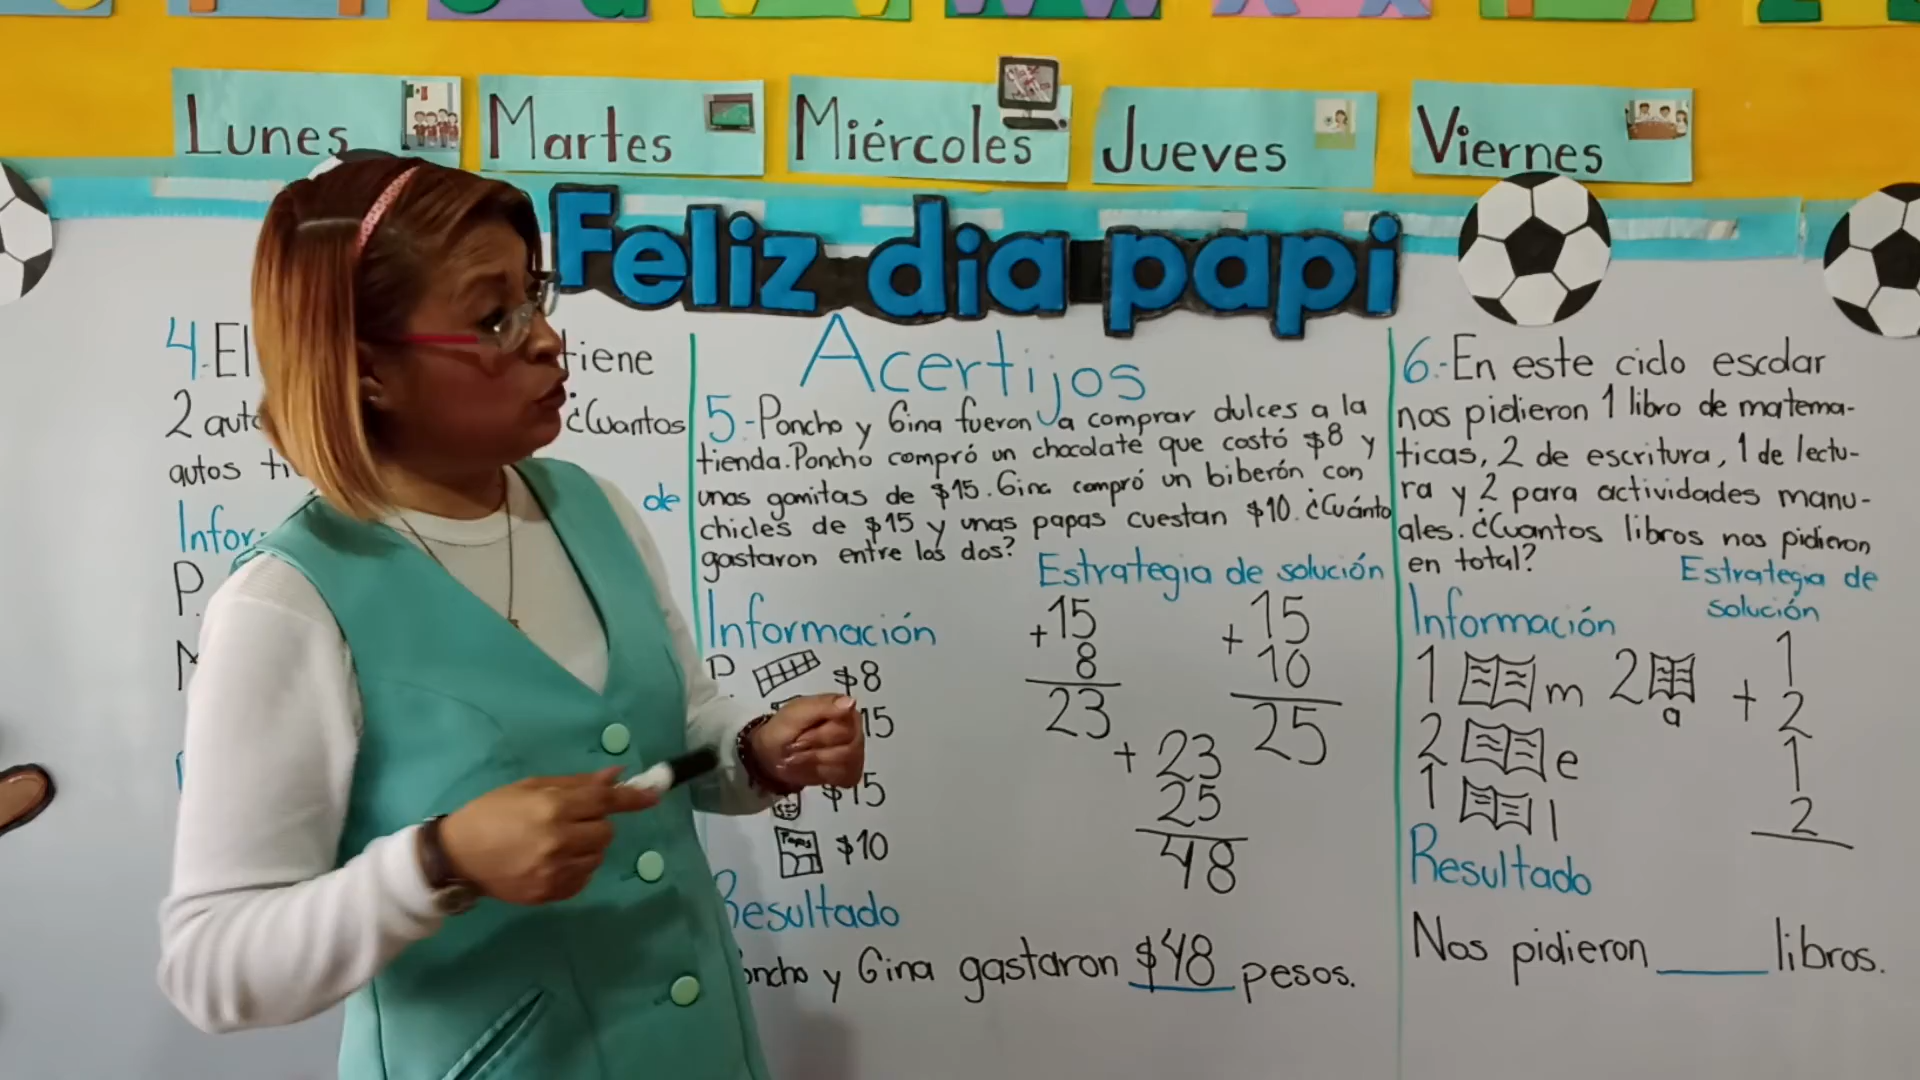 Lunes
Martes
Miércoles
Jueves
Viernes
Feliz dia papi
Acertijos
4.-El
tiene
2
¿Cuantos
autos
P.
de
5.-Poncho y Gina fueron a comprar dulces a la
tienda. Poncho compró un chocolate que costó $8 y
unas gomitas de $15. Gina compró un biberón con
chicles de $15 y unas papas cuestan $10. ¿Cuánto
gastaron entre los dos?
Información
P.
$8
15
$15
Papas $10
Estrategia de solución
+15
8
23
+15
10
25
+23
25
48
Resultado
y Gina gastaron $48 pesos.
6.-En este ciclo escolar
nos pidieron 1 libro de matema-
ticas, 2 de escritura, 1 de lectu-
ra y 2 para actividades manu-
ales. ¿Cuantos libros nos pidieron
en total?
Información
1 m 2 a
2 e
1 l
Estrategia de
solución
+1
2
1
2
Resultado
Nos pidieron ____ libros.